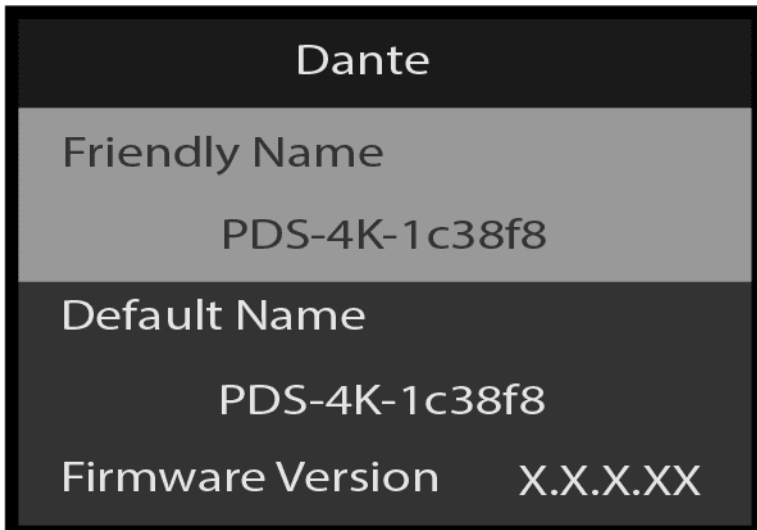 Dante
Friendly Name
PDS-4K-1c38f8
Default Name
PDS-4K-1c38f8
Firmware Version X.X.X.XX